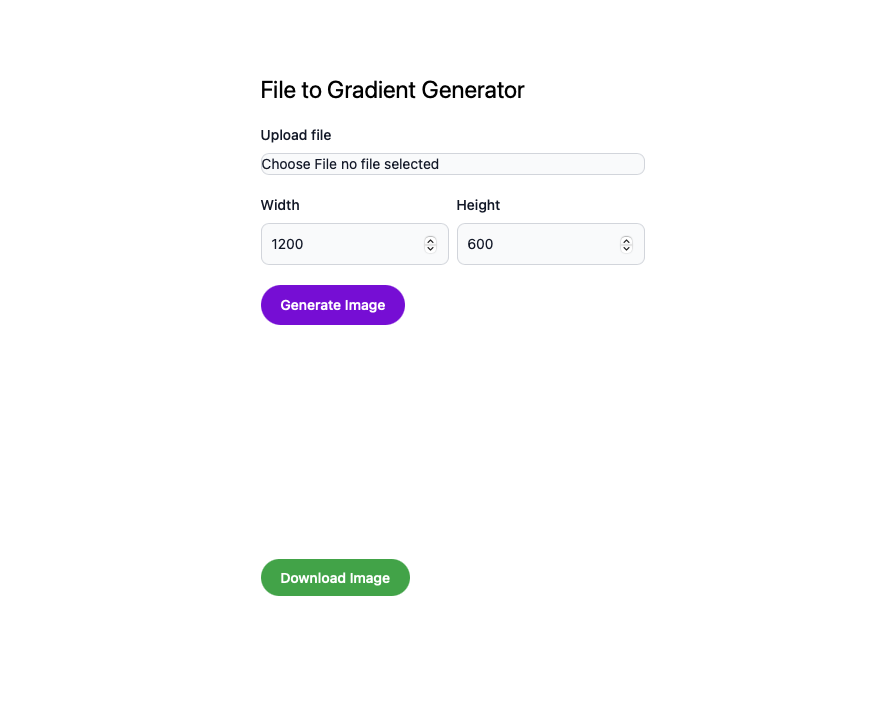 File to Gradient Generator
Upload file
Choose File no file selected
Width Height
1200 600
Generate Image
Download Image